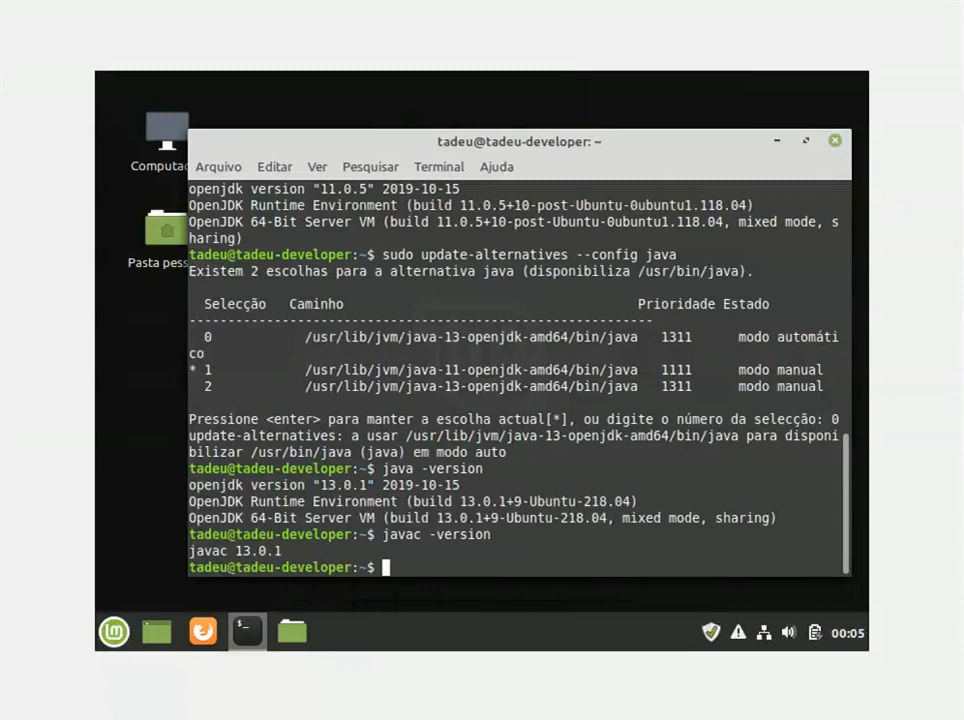 tadeu@tadeu-developer: ~
Computa
Arquivo Editar Ver Pesquisar Terminal Ajuda
openjdk version "11.0.5" 2019-10-15
OpenJDK Runtime Environment (build 11.0.5+10-post-Ubuntu-0ubuntu1.118.04)
OpenJDK 64-Bit Server VM (build 11.0.5+10-post-Ubuntu-0ubuntu1.118.04, mixed mode, s
haring)
Pasta pess
tadeu@tadeu-developer:~$ sudo update-alternatives --config java
Existem 2 escolhas para a alternativa java (disponibiliza /usr/bin/java).
Selecção Caminho Prioridade Estado
------------------------------------------------------------
0 /usr/lib/jvm/java-13-openjdk-amd64/bin/java 1311 modo automáti
co
* 1 /usr/lib/jvm/java-11-openjdk-amd64/bin/java 1111 modo manual
2 /usr/lib/jvm/java-13-openjdk-amd64/bin/java 1311 modo manual
Pressione <enter> para manter a escolha actual[*], ou digite o número da selecção: 0
update-alternatives: a usar /usr/lib/jvm/java-13-openjdk-amd64/bin/java para disponi
bilizar /usr/bin/java (java) em modo auto
tadeu@tadeu-developer:~$ java -version
openjdk version "13.0.1" 2019-10-15
OpenJDK Runtime Environment (build 13.0.1+9-Ubuntu-218.04)
OpenJDK 64-Bit Server VM (build 13.0.1+9-Ubuntu-218.04, mixed mode, sharing)
tadeu@tadeu-developer:~$ javac -version
javac 13.0.1
tadeu@tadeu-developer:~$
00:05